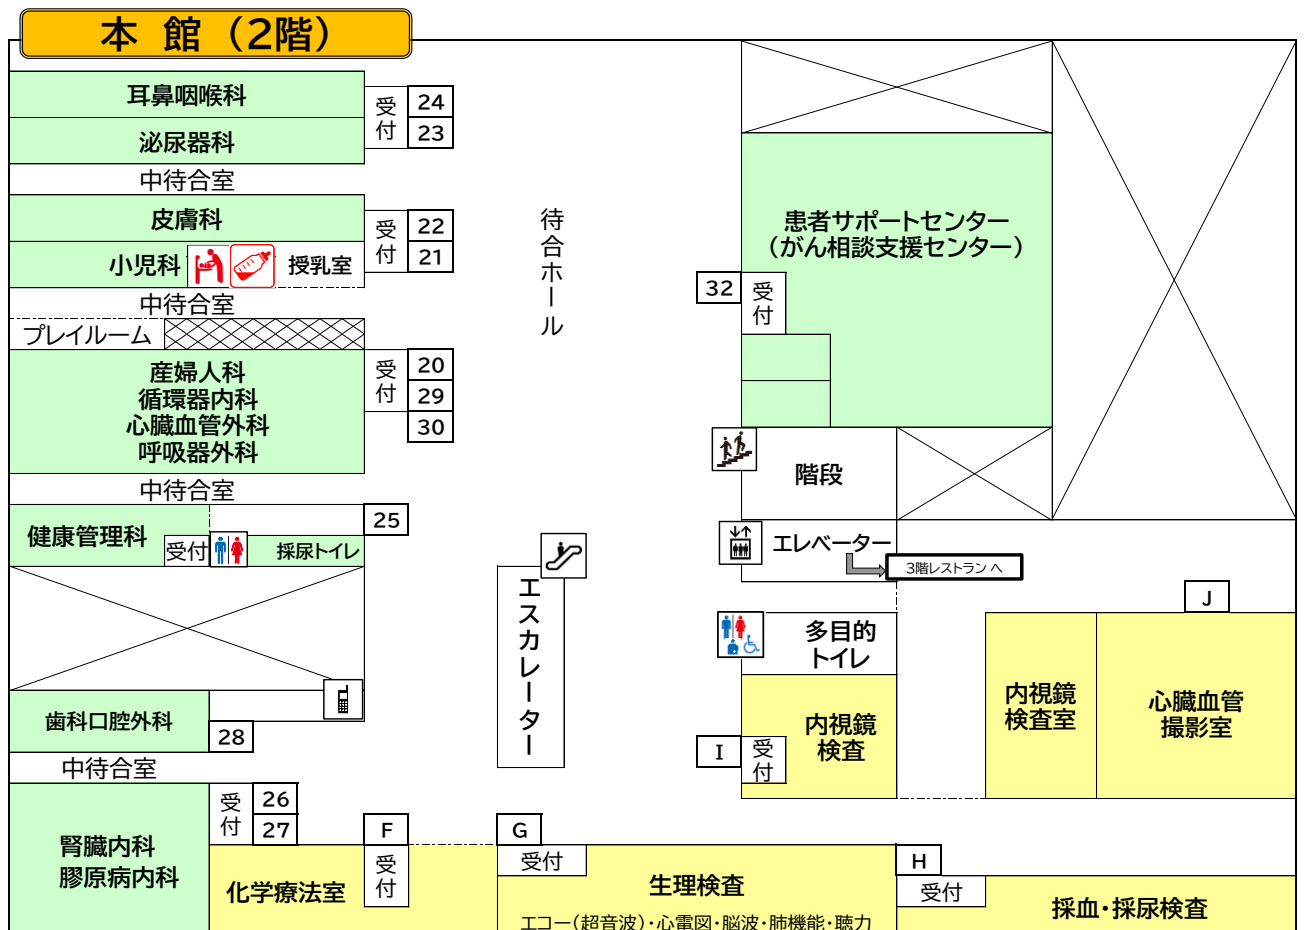 本 館 （2階）
耳鼻咽喉科
泌尿器科
受付
24
23
中待合室
皮膚科
小児科
授乳室
受付
22
21
中待合室
プレイルーム
産婦人科
循環器内科
心臓血管外科
呼吸器外科
受付
20
29
30
中待合室
健康管理科
受付
採尿トイレ
25
歯科口腔外科
28
中待合室
腎臓内科
膠原病内科
受付
26
27
化学療法室
F
受付
待合ホール
エスカレーター
患者サポートセンター
（がん相談支援センター）
32
受付
階段
エレベーター
3階レストラン へ
多目的
トイレ
内視鏡
検査
I
受付
内視鏡
検査室
J
心臓血管
撮影室
G
受付
生理検査
エコー（超音波）・心電図・脳波・肺機能・聴力
H
受付
採血・採尿検査